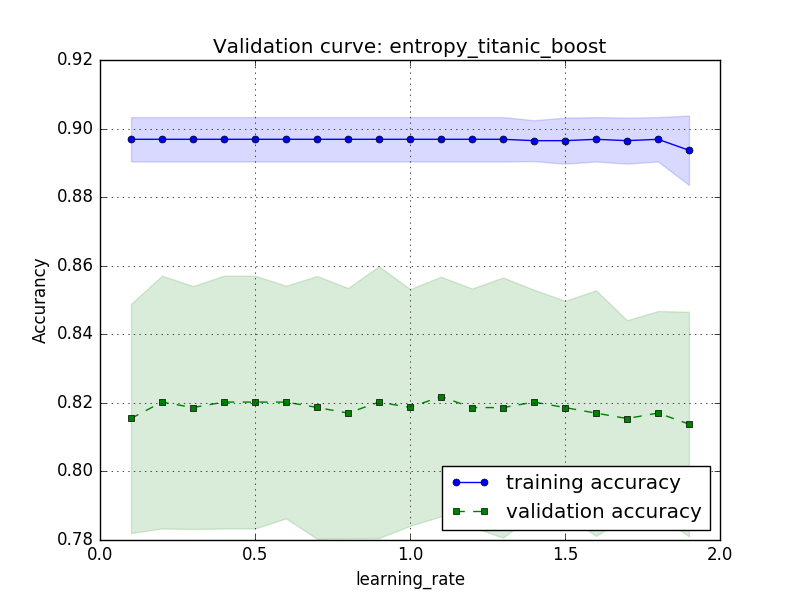 Validation curve: entropy_titanic_boost
0.92
0.90
0.88
0.86
0.84
0.82
0.80
0.78
Accurancy
training accuracy
validation accuracy
0.0 0.5 1.0 1.5 2.0
learning_rate